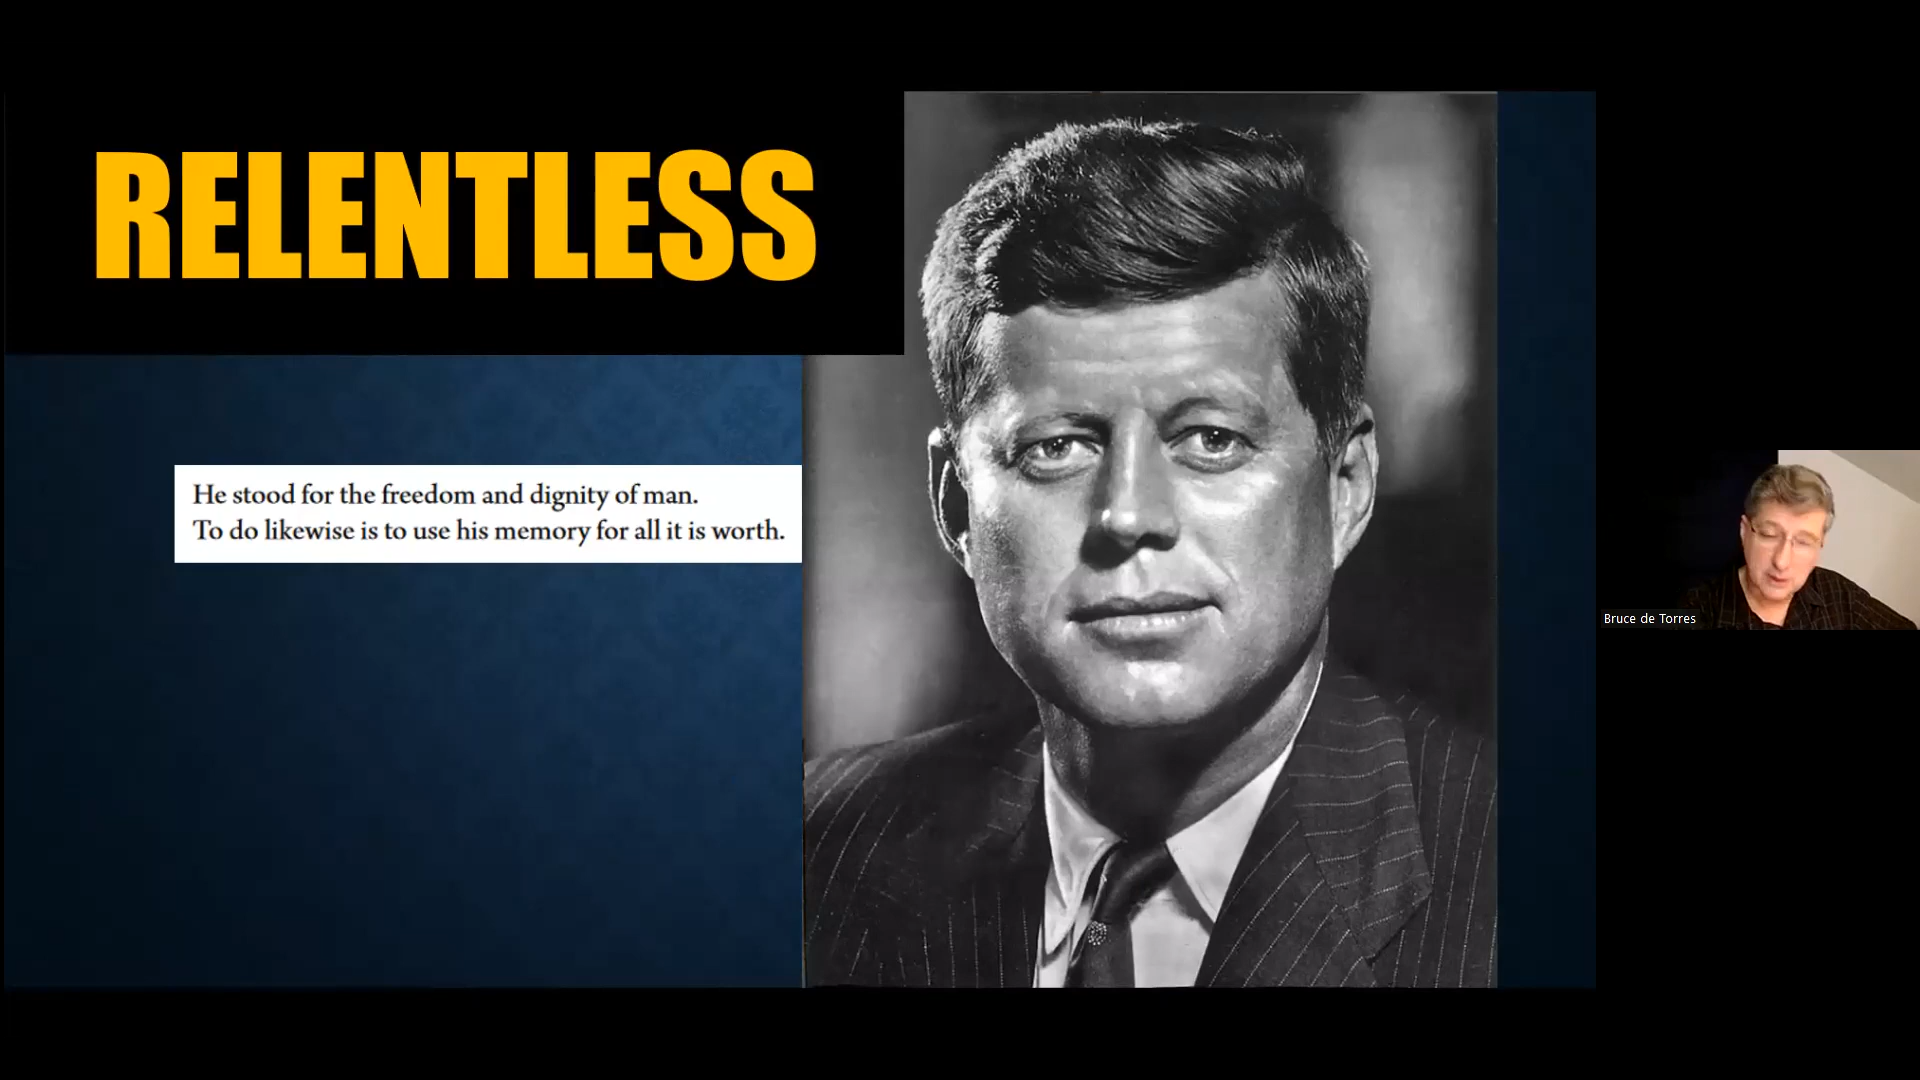 RELENTLESS
He stood for the freedom and dignity of man.
To do likewise is to use his memory for all it is worth.
Bruce de Torres